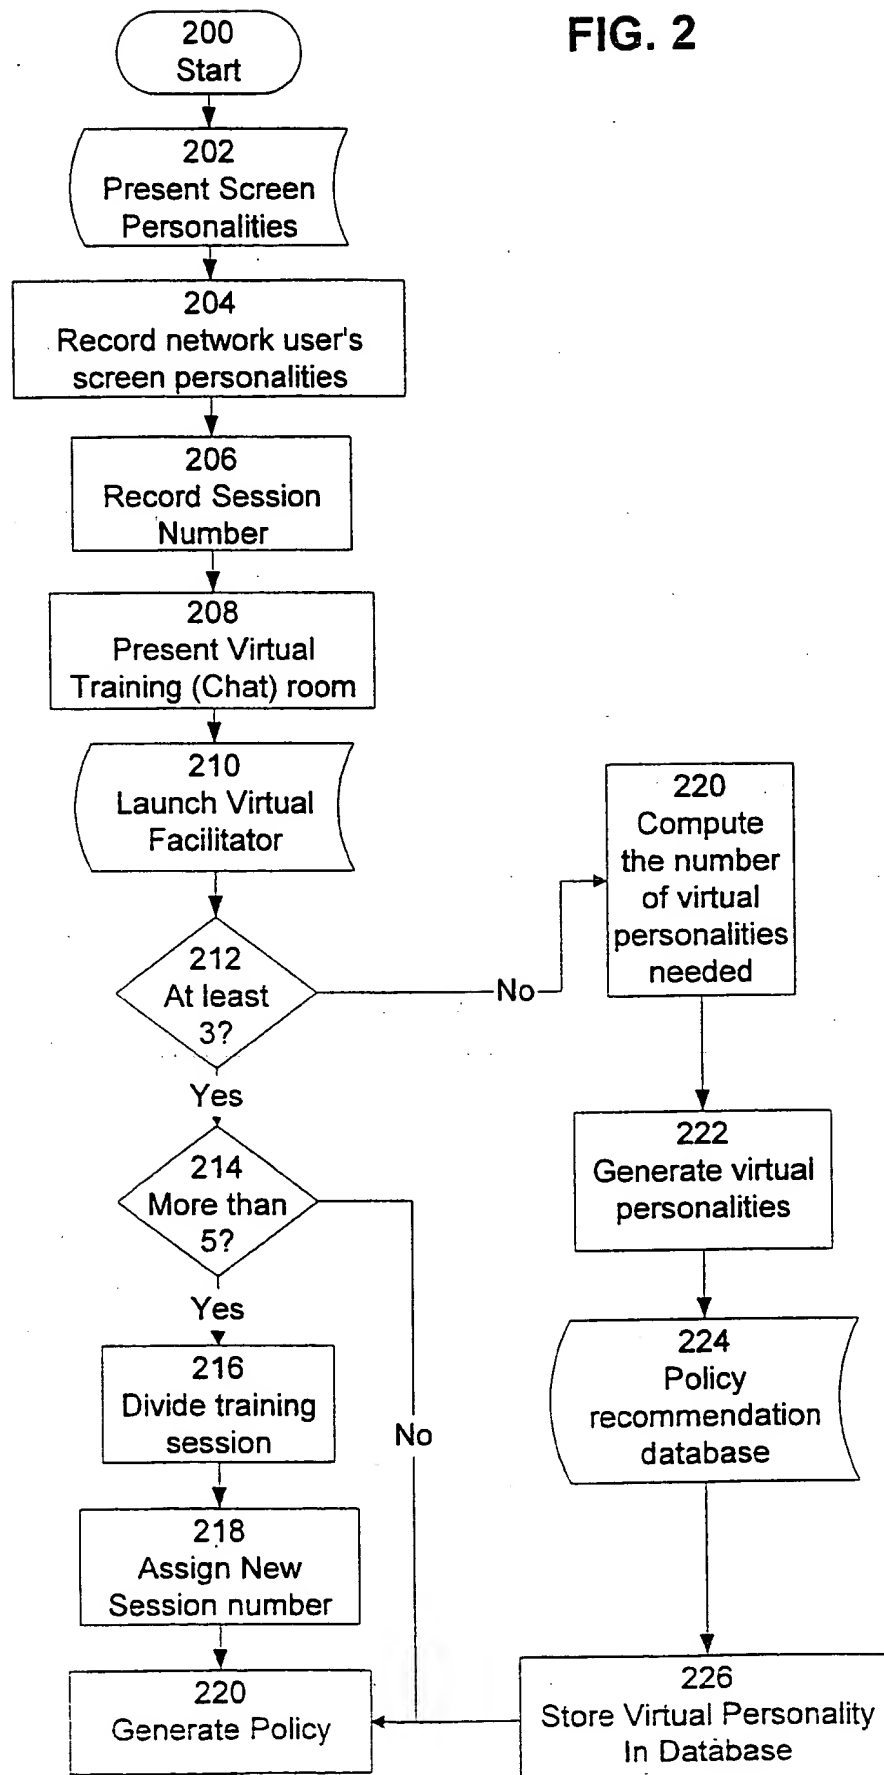 FIG. 2
200
Start
202
Present Screen
Personalities
204
Record network user's
screen personalities
206
Record Session
Number
208
Present Virtual
Training (Chat) room
210
Launch Virtual
Facilitator
212
At least
3?
No
Yes
214
More than
5?
No
Yes
216
Divide training
session
218
Assign New
Session number
220
Generate Policy
220
Compute
the number
of virtual
personalities
needed
222
Generate virtual
personalities
224
Policy
recommendation
database
226
Store Virtual Personality
In Database